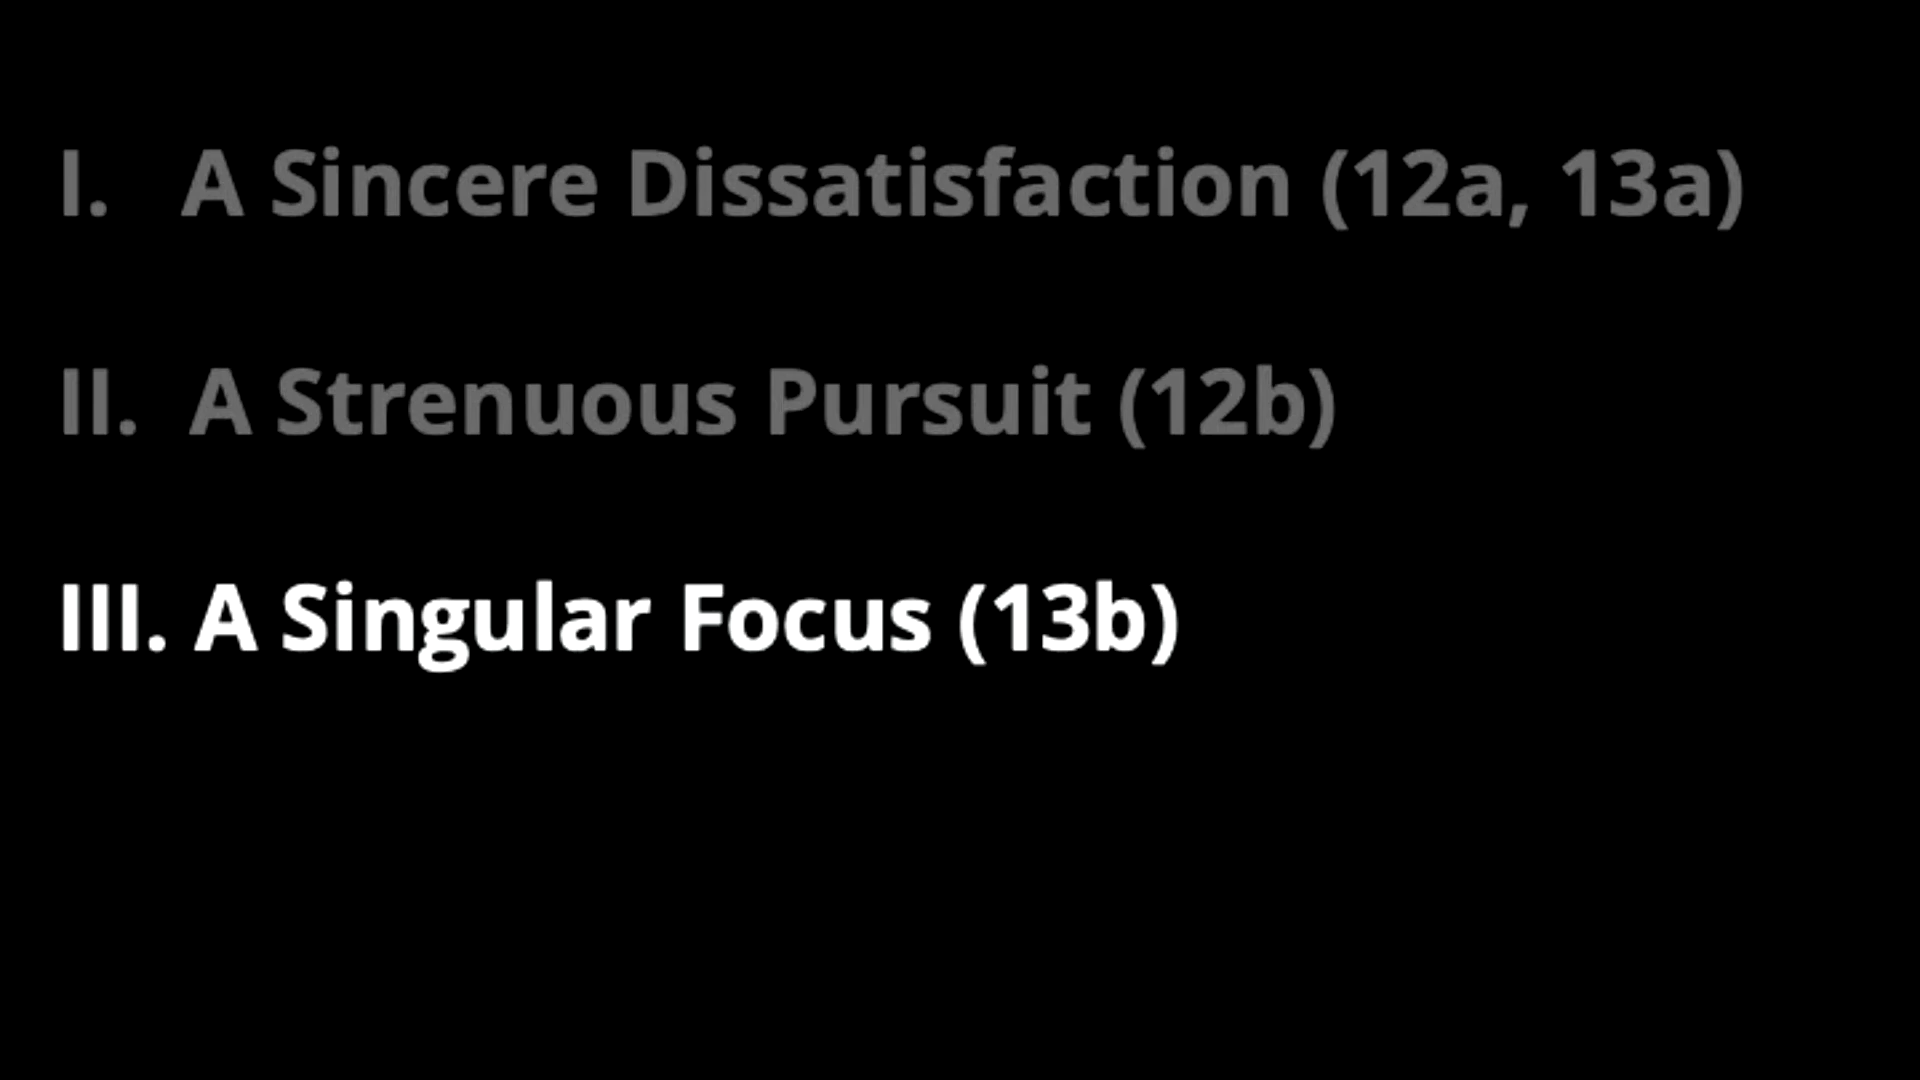 I. A Sincere Dissatisfaction (12a, 13a)
II. A Strenuous Pursuit (12b)
III. A Singular Focus (13b)